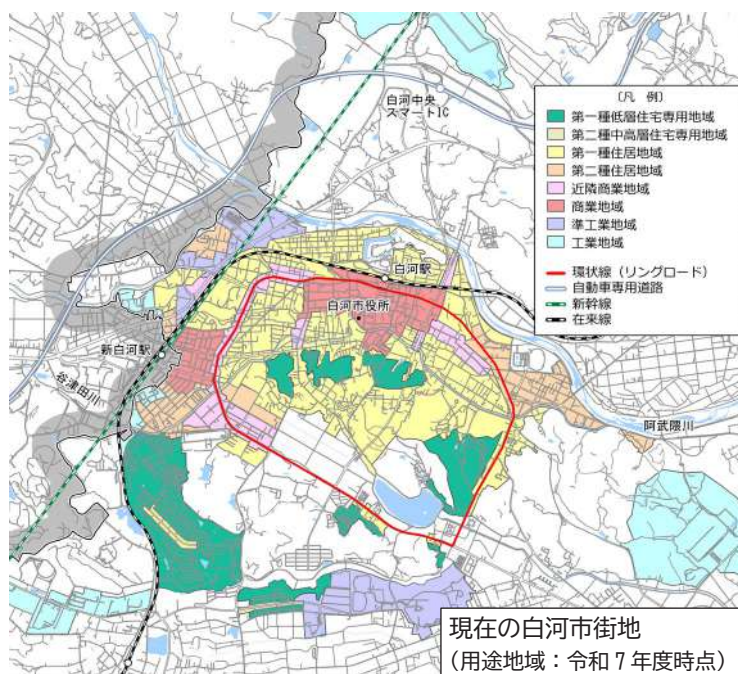 白河中央
スマートIC
〔凡 例〕
第一種低層住宅専用地域
第二種中高層住宅専用地域
第一種住居地域
第二種住居地域
近隣商業地域
商業地域
準工業地域
工業地域
環状線（リングロード）
自動車専用道路
新幹線
在来線
白河駅
白河市役所
新白河駅
谷津田川
阿武隈川
現在の白河市街地
（用途地域：令和７年度時点）